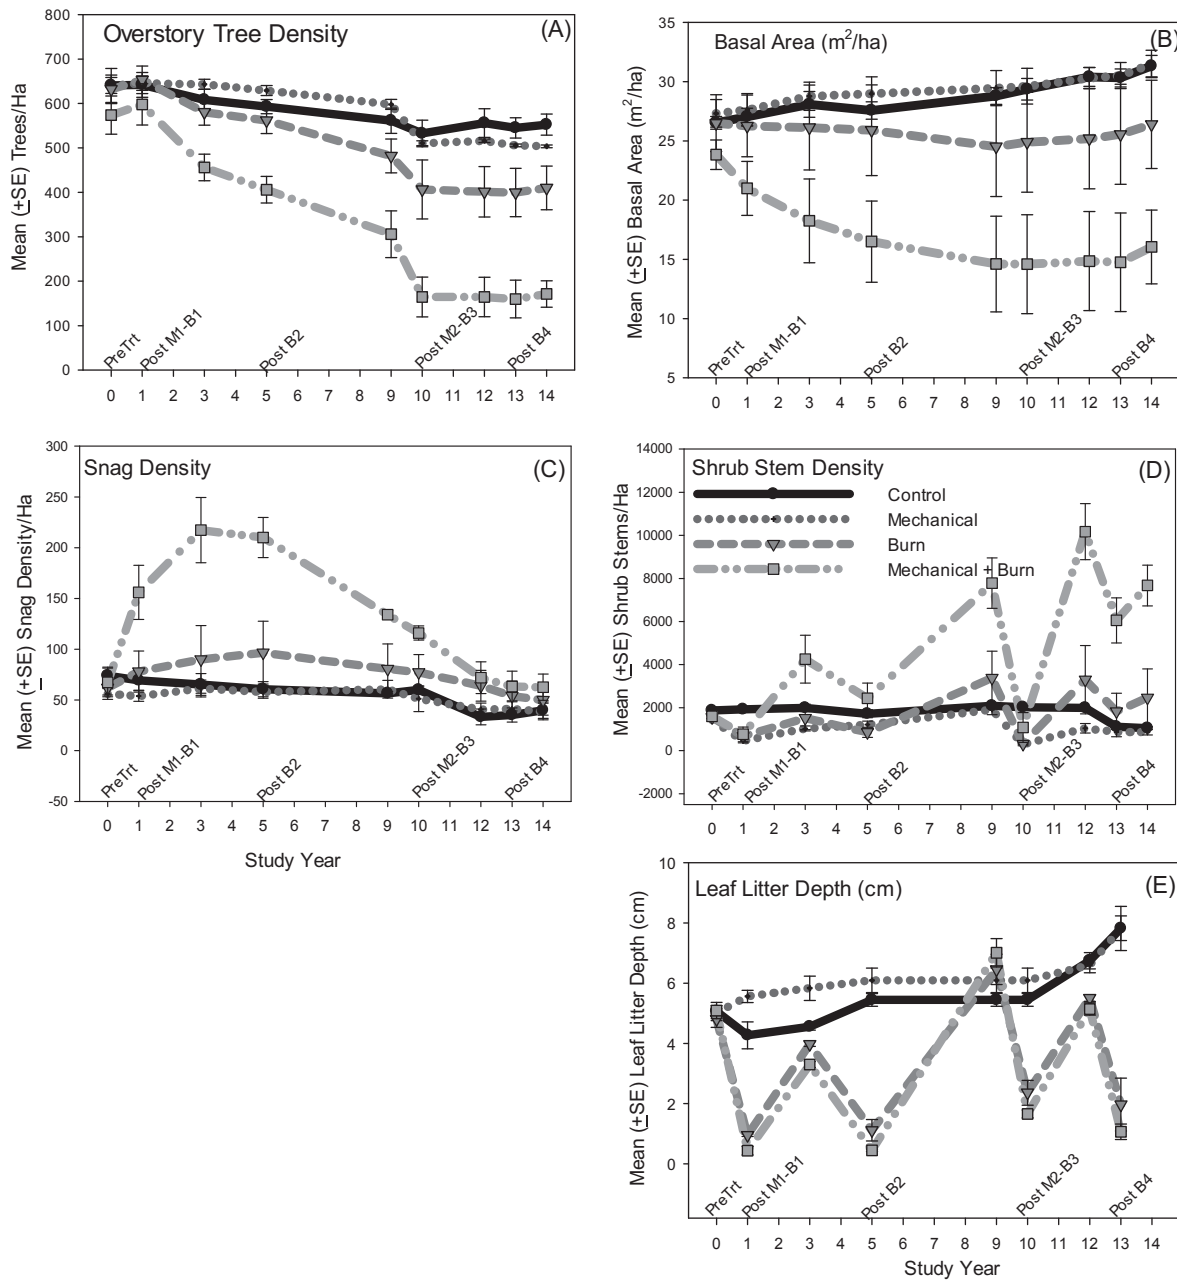 Overstory Tree Density
(A)
Mean (±SE) Trees/Ha
800
700
600
500
400
300
200
100
0
PreTrt
Post M1-B1
Post B2
Post M2-B3
Post B4
0 1 2 3 4 5 6 7 8 9 10 11 12 13 14
Basal Area (m²/ha)
(B)
Mean (±SE) Basal Area (m²/ha)
35
30
25
20
15
10
5
PreTrt
Post M1-B1
Post B2
Post M2-B3
Post B4
0 1 2 3 4 5 6 7 8 9 10 11 12 13 14
Snag Density
(C)
Mean (±SE) Snag Density/Ha
300
250
200
150
100
50
0
-50
PreTrt
Post M1-B1
Post B2
Post M2-B3
Post B4
0 1 2 3 4 5 6 7 8 9 10 11 12 13 14
Study Year
Shrub Stem Density
(D)
Control
Mechanical
Burn
Mechanical + Burn
Mean (±SE) Shrub Stems/Ha
14000
12000
10000
8000
6000
4000
2000
0
-2000
PreTrt
Post M1-B1
Post B2
Post M2-B3
Post B4
0 1 2 3 4 5 6 7 8 9 10 11 12 13 14
Leaf Litter Depth (cm)
(E)
Mean (±SE) Leaf Litter Depth (cm)
10
8
6
4
2
0
PreTrt
Post M1-B1
Post B2
Post M2-B3
Post B4
0 1 2 3 4 5 6 7 8 9 10 11 12 13 14
Study Year